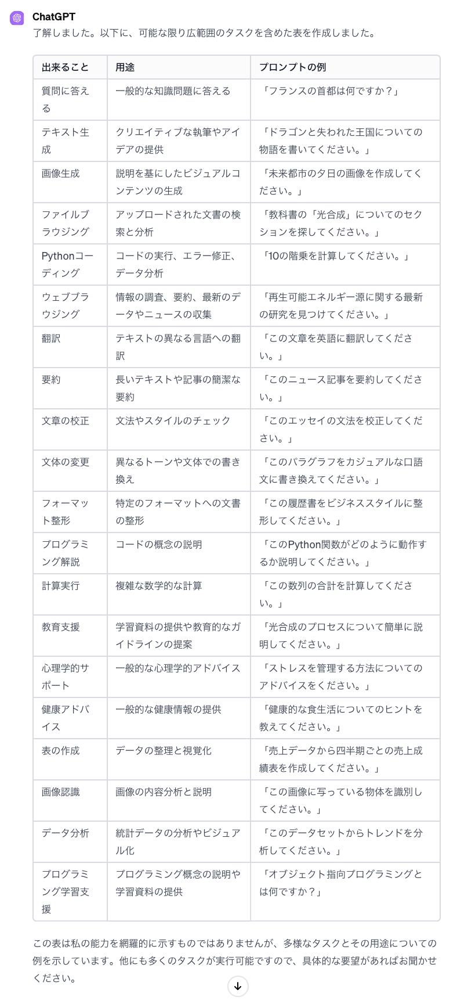 ChatGPT
了解しました。以下に、可能な限り広範囲のタスクを含めた表を作成しました。
出来ること 用途 プロンプトの例
質問に答え 一般的な知識問題に答える 「フランスの首都は何ですか？」
る
テキスト生 クリエイティブな執筆やアイ 「ドラゴンと失われた王国についての
成 デアの提供 物語を書いてください。」
画像生成 説明を基にしたビジュアルコ 「未来都市の夕日の画像を作成してく
ンテンツの生成 ださい。」
ファイルブ アップロードされた文書の検 「教科書の「光合成」についてのセク
ラウジング 索と分析 ションを探してください。」
Pythonコー コードの実行、エラー修正、 「10の階乗を計算してください。」
ディング データ分析
ウェブブラ 情報の調査、要約、最新のデ 「再生可能エネルギー源に関する最新
ウジング ータやニュースの収集 の研究を見つけてください。」
翻訳 テキストの異なる言語への翻 「この文章を英語に翻訳してくださ
訳 い。」
要約 長いテキストや記事の簡潔な 「このニュース記事を要約してくださ
要約 い。」
文章の校正 文法やスタイルのチェック 「このエッセイの文法を校正してくだ
さい。」
文体の変更 異なるトーンや文体での書き 「このパラグラフをカジュアルな口語
換え 文に書き換えてください。」
フォーマッ 特定のフォーマットへの文書 「この履歴書をビジネススタイルに整
ト整形 の整形 形してください。」
プログラミ コードの概念の説明 「このPython関数がどのように動作す
ング解説 るか説明してください。」
計算実行 複雑な数学的な計算 「この数列の合計を計算してくださ
い。」
教育支援 学習資料の提供や教育的なガ 「光合成のプロセスについて簡単に説
イドラインの提案 明してください。」
心理学的サ 一般的な心理学的アドバイス 「ストレスを管理する方法についての
ポート アドバイスをください。」
健康アドバ 一般的な健康情報の提供 「健康的な食生活についてのヒントを
イス 教えてください。」
表の作成 データの整理と視覚化 「売上データから四半期ごとの売上成
績表を作成してください。」
画像認識 画像の内容分析と説明 「この画像に写っている物体を識別し
てください。」
データ分析 統計データの分析やビジュア 「このデータセットからトレンドを分
ル化 析してください。」
プログラミ プログラミング概念の説明や 「オブジェクト指向プログラミングと
ング学習支 学習資料の提供 は何ですか？」
援
この表は私の能力を網羅的に示すものではありませんが、多様なタスクとその用途についての
例を示しています。他にも多くのタスクが実行可能ですので、具体的な要望があればお聞かせ
ください。